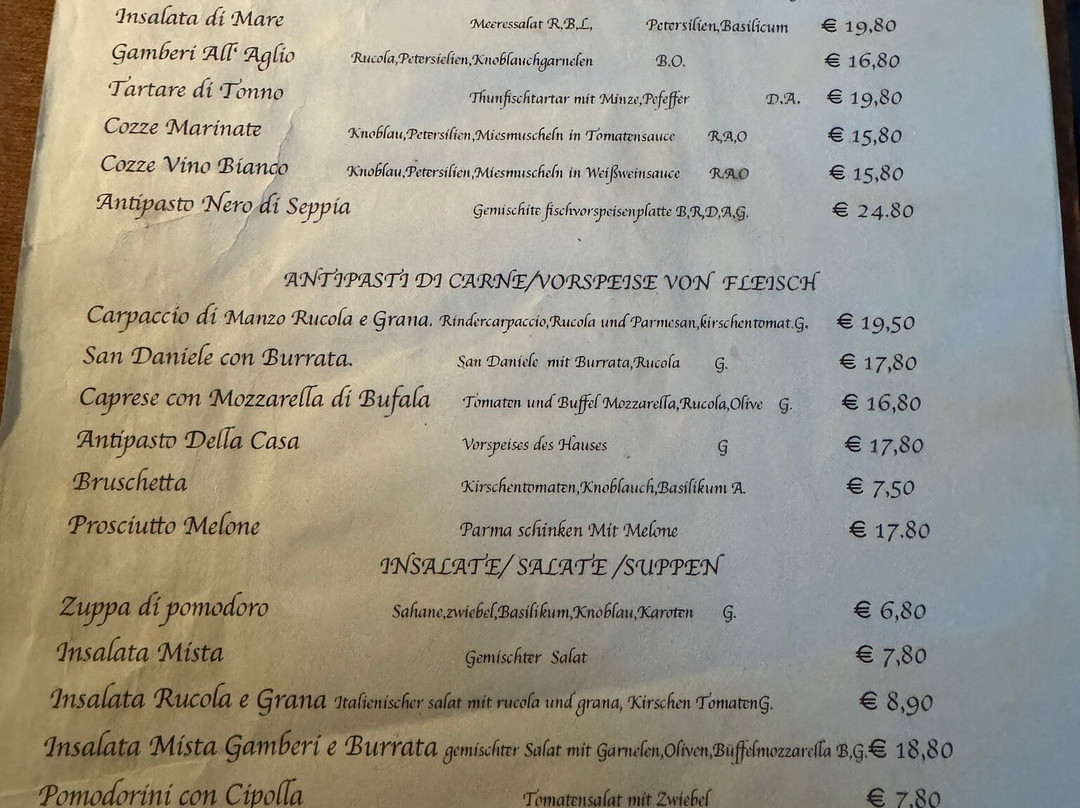 Insalata di Mare Meeressalat R,B,L, Petersilien,Basilicum € 19,80
Gamberi All' Aglio Rucola,Petersielien,Knoblauchgarnelen B.O. € 16,80
Tartare di Tonno Thunfischtartar mit Minze,Pefeffer D.A. € 19,80
Cozze Marinate Knoblau,Petersilien,Miesmuscheln in Tomatensauce R,A,O € 15,80
Cozze Vino Bianco Knoblau,Petersilien,Miesmuscheln in Weißweinsauce R.A.O € 15,80
Antipasto Nero di Seppia Gemischite fischvorspeisenplatte B,R,D,A,G. € 24.80
ANTIPASTI DI CARNE/VORSPEISE VON FLEISCH
Carpaccio di Manzo Rucola e Grana. Rindercarpaccio,Rucola und Parmesan,kirschentomat.G. € 19,50
San Daniele con Burrata. San Daniele mit Burrata,Rucola G. € 17,80
Caprese con Mozzarella di Bufala Tomaten und Buffel Mozzarella,Rucola,Olive G. € 16,80
Antipasto Della Casa Vorspeises des Hauses G € 17,80
Bruschetta Kirschentomaten,Knoblauch,Basilikum A. € 7,50
Prosciutto Melone Parma schinken Mit Melone € 17.80
INSALATE/ SALATE /SUPPEN
Zuppa di pomodoro Sahane,zwiebel,Basilikum,Knoblau,Karoten G. € 6,80
Insalata Mista Gemischter Salat € 7,80
Insalata Rucola e Grana Italienischer salat mit rucola und grana, Kirschen TomatenG. € 8,90
Insalata Mista Gamberi e Burrata gemischter Salat mit Garnelen,Oliven,Büffelmozzarella B,G.€ 18,80
Pomodorini con Cipolla Tomatensalat mit Zwiebel € 7,80